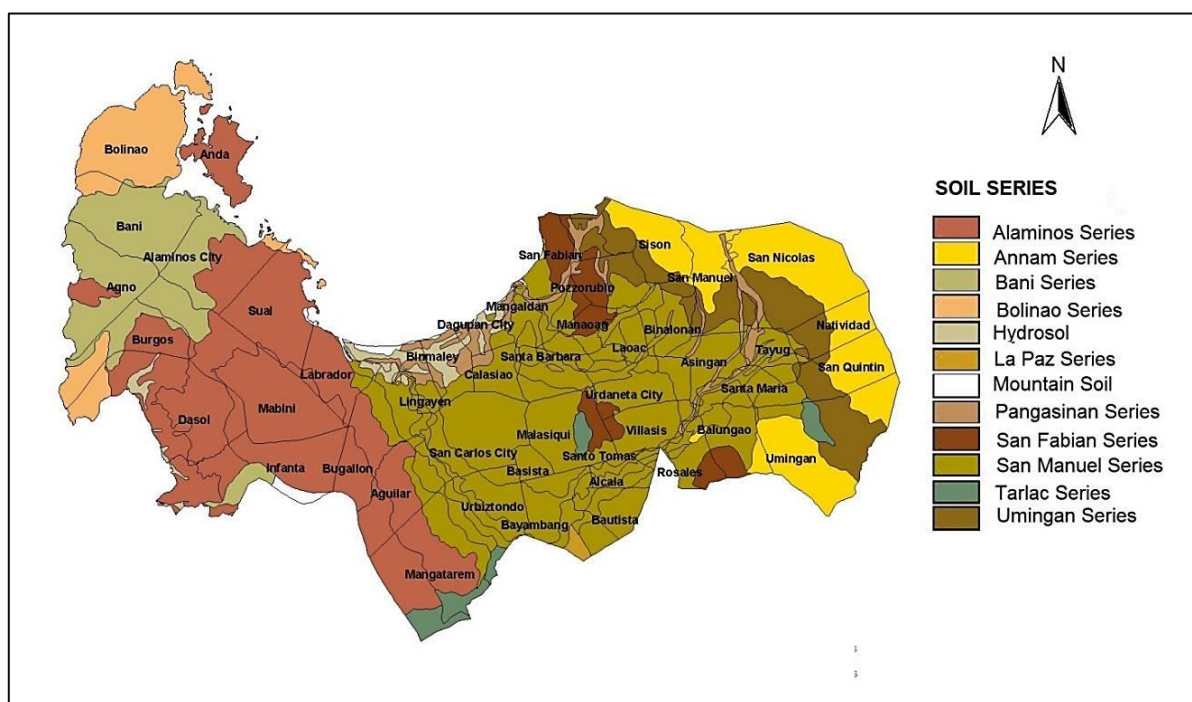 N
Bolinao
Anda
Bani
Alaminos City
Agno
Sual
Burgos
Labrador
Dasol
Mabini
Infanta
Bugallon
Aguilar
Mangatarem
San Fabian
Sison
San Nicolas
San Manuel
Pozzorubio
Mangaldan
Dagupan City
Manaoag
Binalonan
Natividad
Binmaley
Santa Barbara
Laoac
Asingan
Tayug
Calasiao
San Quintin
Lingayen
Urdaneta City
Santa Maria
Malasiqui
Villasis
Balungao
San Carlos City
Santo Tomas
Umingan
Basista
Rosales
Alcala
Urbiztondo
Bayambang
Bautista
SOIL SERIES
Alaminos Series
Annam Series
Bani Series
Bolinao Series
Hydrosol
La Paz Series
Mountain Soil
Pangasinan Series
San Fabian Series
San Manuel Series
Tarlac Series
Umingan Series